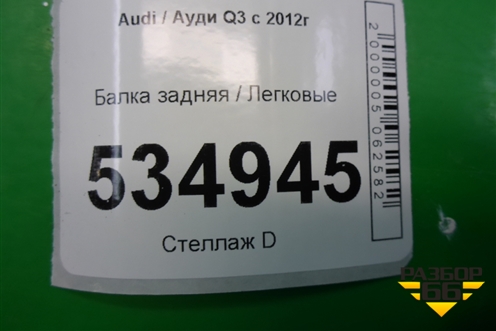 Audi / Ауди Q3 с 2012г
Балка задняя / Легковые
534945
Стеллаж D
2000005062582
РАЗБОР
66